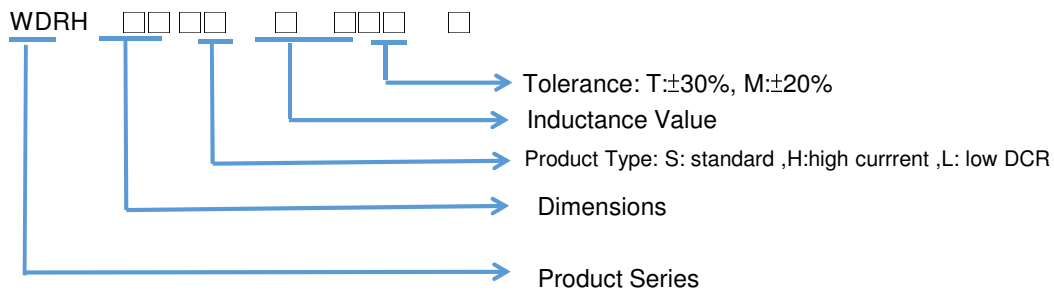 WDRH □□ □□ □ □□□ □
Tolerance: T:±30%, M:±20%
Inductance Value
Product Type: S: standard ,H:high currrent ,L: low DCR
Dimensions
Product Series